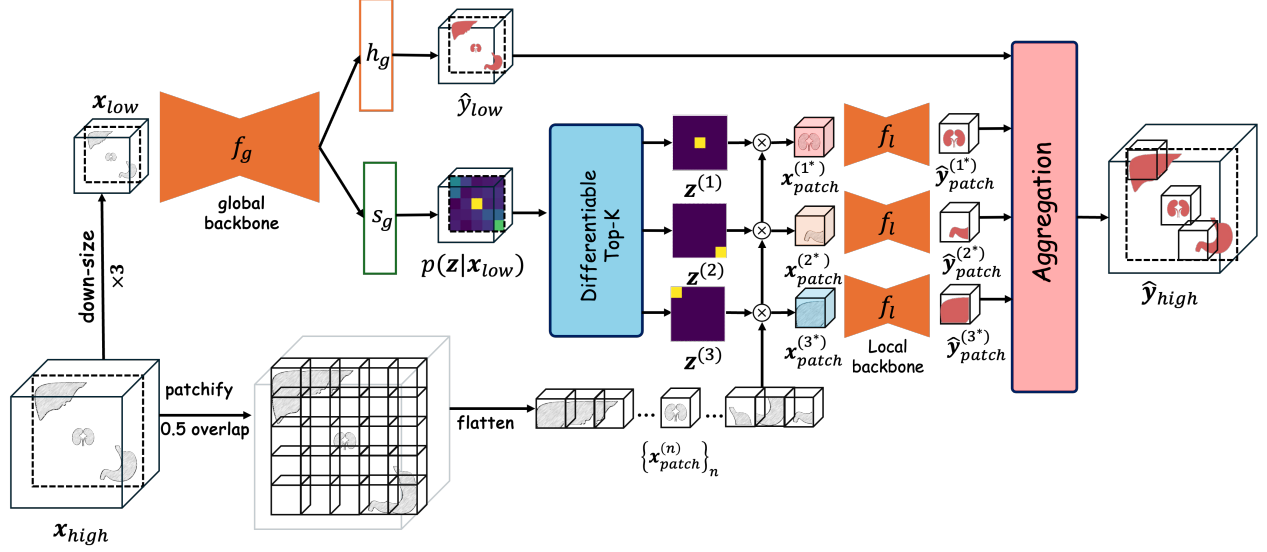 x_low
down-size
×3
x_high
f_g
global
backbone
h_g
ŷ_low
s_g
p(z|x_low)
patchify
0.5 overlap
flatten
Differentiable
Top-K
z^(1)
z^(2)
z^(3)
⊗
⊗
⊗
x_patch^(1*)
x_patch^(2*)
x_patch^(3*)
f_l
f_l
f_l
Local
backbone
ŷ_patch^(1*)
ŷ_patch^(2*)
ŷ_patch^(3*)
... ...
{x_patch^(n)}_n
Aggregation
ŷ_high